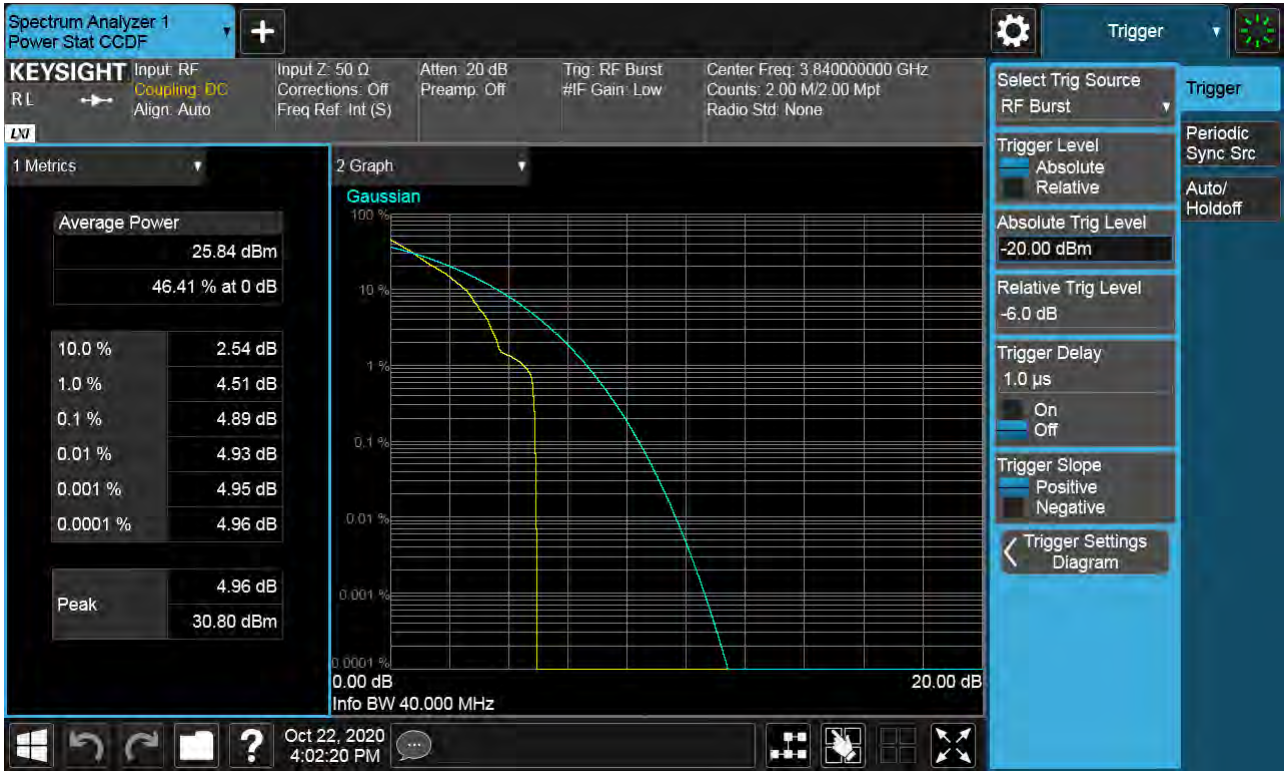 Spectrum Analyzer 1
Power Stat CCDF
+
Trigger
KEYSIGHT
RL
LXI
Input: RF
Coupling: DC
Align: Auto
Input Z: 50 Ω
Corrections: Off
Freq Ref: Int (S)
Atten: 20 dB
Preamp: Off
Trig: RF Burst
#IF Gain: Low
Center Freq: 3.840000000 GHz
Counts: 2.00 M/2.00 Mpt
Radio Std: None
1 Metrics
Average Power
25.84 dBm
46.41 % at 0 dB
10.0 % 2.54 dB
1.0 % 4.51 dB
0.1 % 4.89 dB
0.01 % 4.93 dB
0.001 % 4.95 dB
0.0001 % 4.96 dB
Peak
4.96 dB
30.80 dBm
2 Graph
Gaussian
100 %
10 %
1 %
0.1 %
0.01 %
0.001 %
0.0001 %
0.00 dB 20.00 dB
Info BW 40.000 MHz
Select Trig Source
RF Burst
Trigger Level
Absolute
Relative
Absolute Trig Level
-20.00 dBm
Relative Trig Level
-6.0 dB
Trigger Delay
1.0 µs
On
Off
Trigger Slope
Positive
Negative
Trigger Settings
Diagram
Trigger
Periodic
Sync Src
Auto/
Holdoff
?
Oct 22, 2020
4:02:20 PM